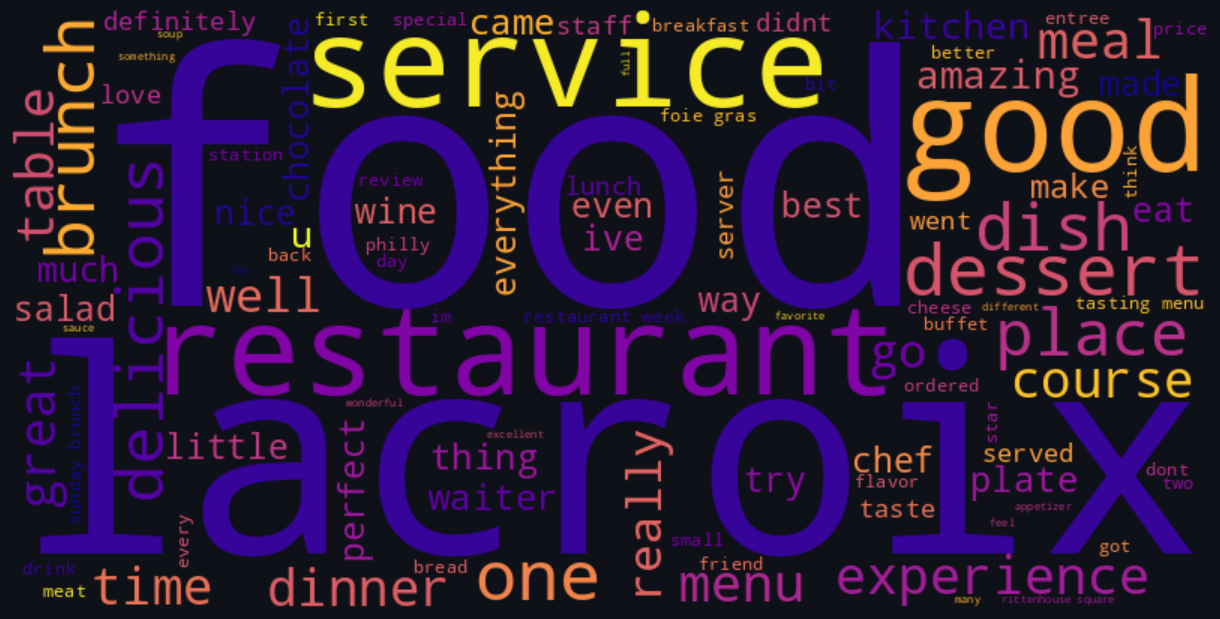 definitely
soup
something
first
special
came
staff
breakfast
didnt
kitchen
entree
price
meal
better
amazing
made
service
full
bit
foie gras
brunch
table
love
chocolate
food
good
think
everything
station
review
lunch
server
best
make
eat
nice
wine
even
went
dish
u
philly
ive
back
day
delicious
much
dessert
well
way
salad
cheese
different
tasting menu
sauce
im
restaurant week
favorite
buffet
restaurant
place
go
ordered
course
great
sunday brunch
lacroix
wonderful
star
little
excellent
perfect
thing
really
try
chef
served
dont
two
waiter
flavor
plate
taste
appetizer
feel
every
small
got
drink
bread
friend
experience
meat
time
dinner
one
menu
many
rittenhouse square